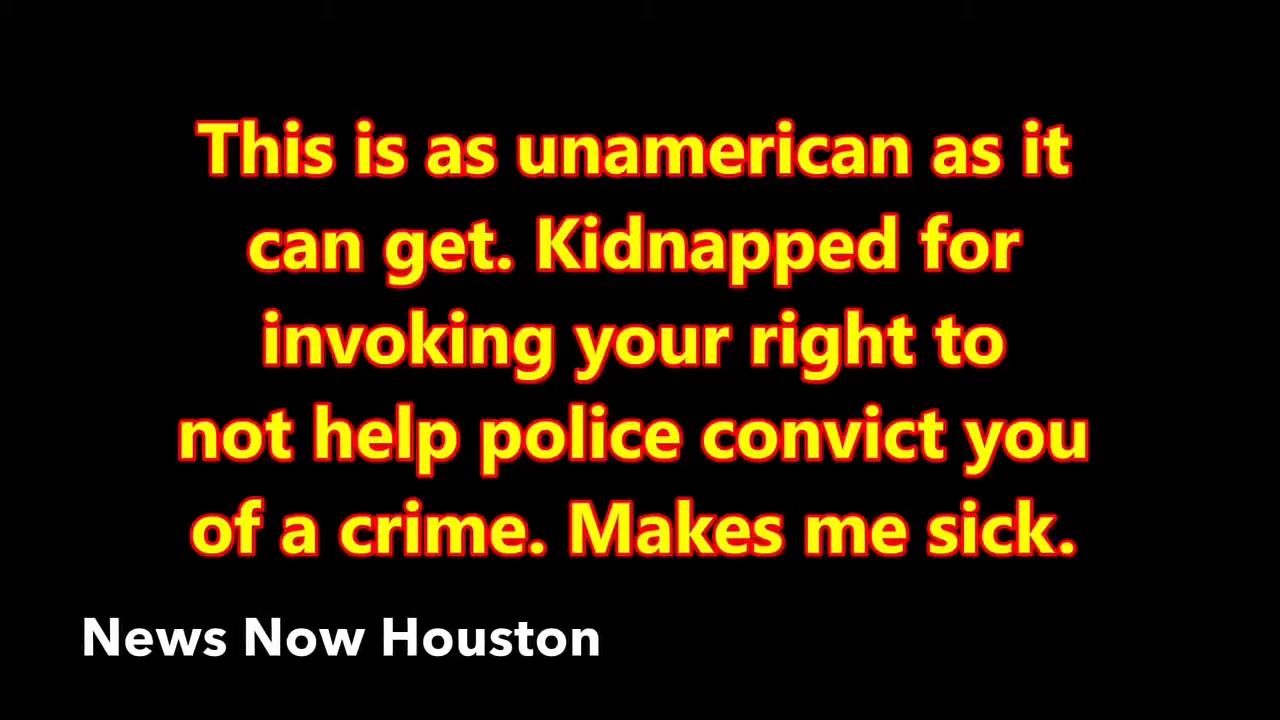 This is as unamerican as it
can get. Kidnapped for
invoking your right to
not help police convict you
of a crime. Makes me sick.
News Now Houston